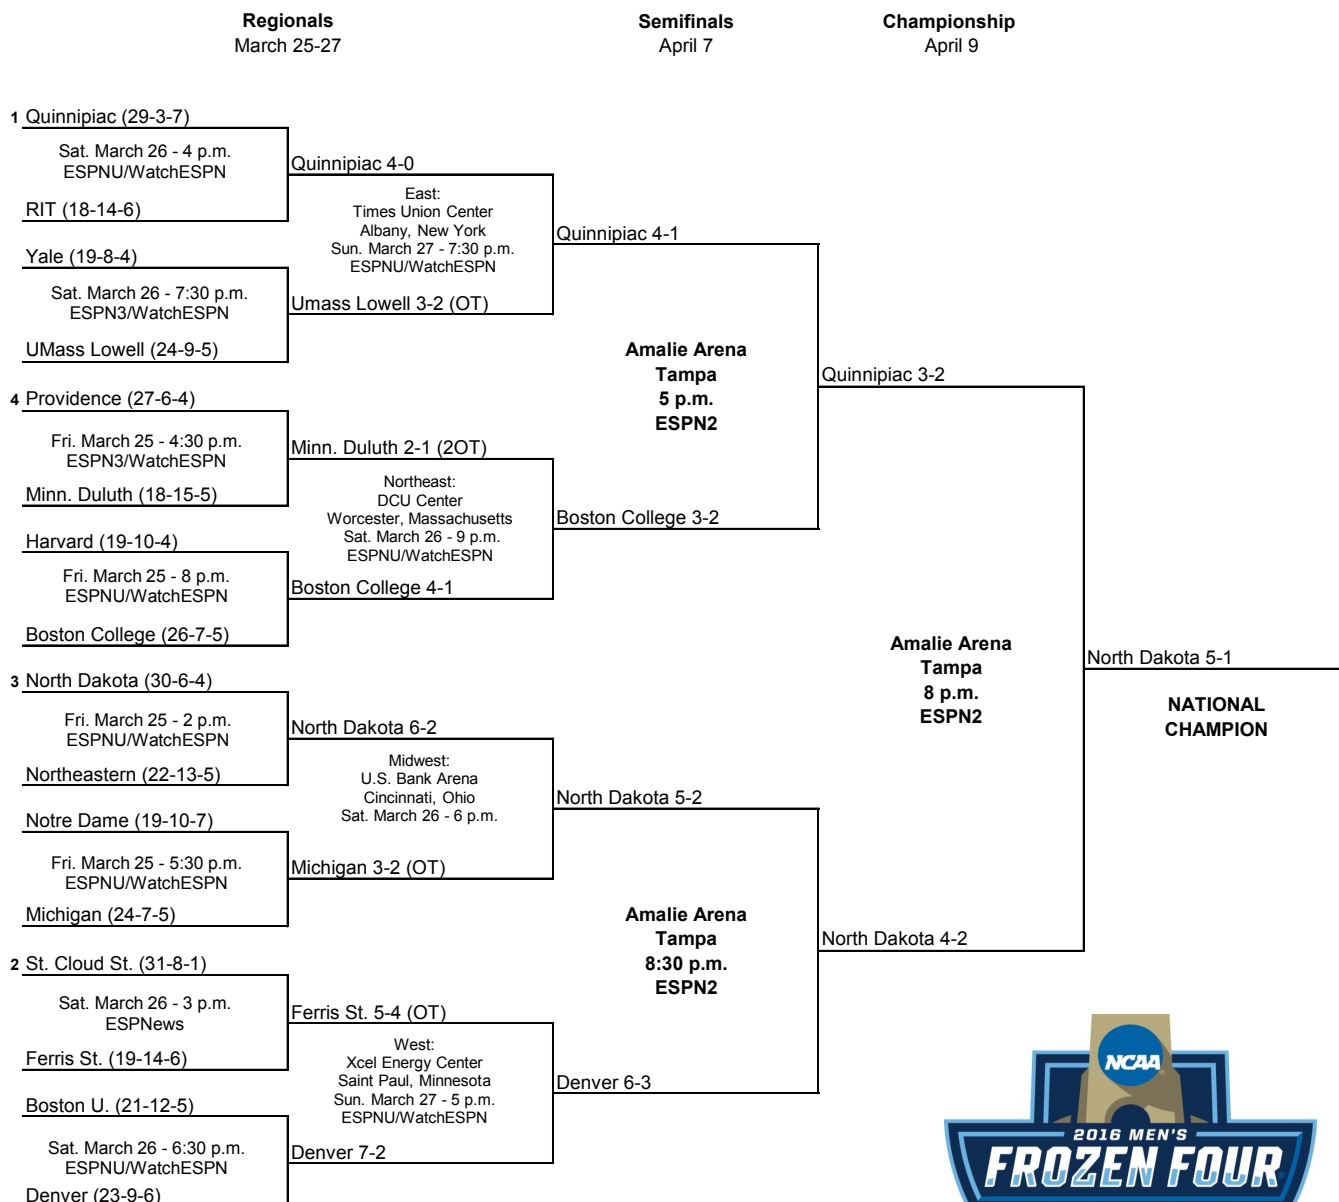 Regionals
March 25-27
Semifinals
April 7
Championship
April 9
1 Quinnipiac (29-3-7)
Sat. March 26 - 4 p.m.
ESPNU/WatchESPN
RIT (18-14-6)
Yale (19-8-4)
Sat. March 26 - 7:30 p.m.
ESPN3/WatchESPN
UMass Lowell (24-9-5)
4 Providence (27-6-4)
Fri. March 25 - 4:30 p.m.
ESPN3/WatchESPN
Minn. Duluth (18-15-5)
Harvard (19-10-4)
Fri. March 25 - 8 p.m.
ESPNU/WatchESPN
Boston College (26-7-5)
3 North Dakota (30-6-4)
Fri. March 25 - 2 p.m.
ESPNU/WatchESPN
Northeastern (22-13-5)
Notre Dame (19-10-7)
Fri. March 25 - 5:30 p.m.
ESPNU/WatchESPN
Michigan (24-7-5)
2 St. Cloud St. (31-8-1)
Sat. March 26 - 3 p.m.
ESPNews
Ferris St. (19-14-6)
Boston U. (21-12-5)
Sat. March 26 - 6:30 p.m.
ESPNU/WatchESPN
Denver (23-9-6)
Quinnipiac 4-0
East:
Times Union Center
Albany, New York
Sun. March 27 - 7:30 p.m.
ESPNU/WatchESPN
Umass Lowell 3-2 (OT)
Minn. Duluth 2-1 (2OT)
Northeast:
DCU Center
Worcester, Massachusetts
Sat. March 26 - 9 p.m.
ESPNU/WatchESPN
Boston College 4-1
North Dakota 6-2
Midwest:
U.S. Bank Arena
Cincinnati, Ohio
Sat. March 26 - 6 p.m.
Michigan 3-2 (OT)
Ferris St. 5-4 (OT)
West:
Xcel Energy Center
Saint Paul, Minnesota
Sun. March 27 - 5 p.m.
ESPNU/WatchESPN
Denver 7-2
Quinnipiac 4-1
Amalie Arena
Tampa
5 p.m.
ESPN2
Boston College 3-2
North Dakota 5-2
Amalie Arena
Tampa
8:30 p.m.
ESPN2
Denver 6-3
Quinnipiac 3-2
Amalie Arena
Tampa
8 p.m.
ESPN2
North Dakota 4-2
North Dakota 5-1
NATIONAL
CHAMPION
NCAA
2016 MEN'S
FROZEN FOUR